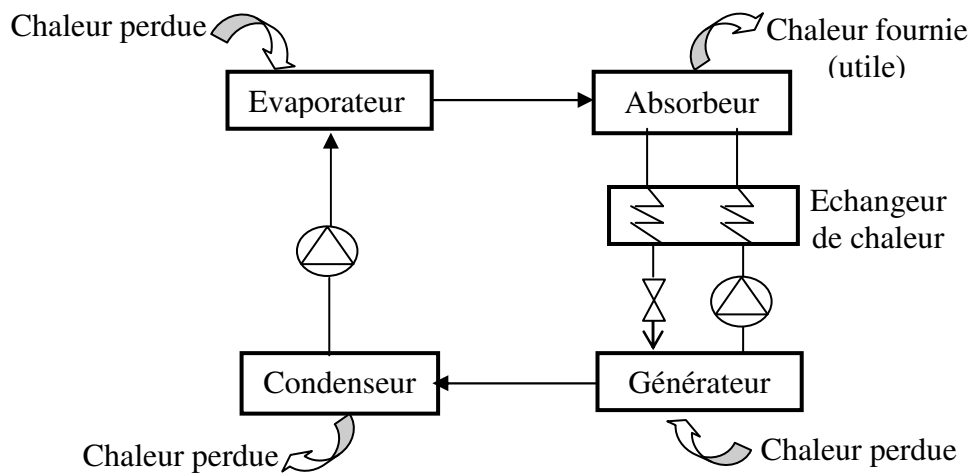 Chaleur perdue
Chaleur fournie
(utile)
Evaporateur
Absorbeur
Echangeur
de chaleur
Condenseur
Générateur
Chaleur perdue
Chaleur perdue